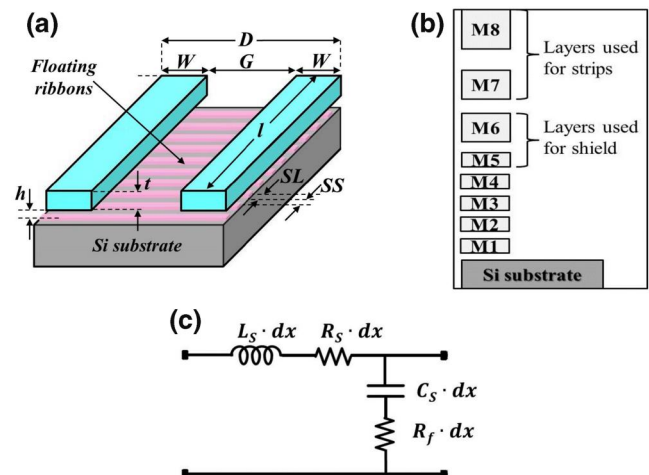 (a)
D
W G W
Floating
ribbons
l
h
t
SL
SS
Si substrate
(b)
M8
Layers used
for strips
M7
M6
Layers used
for shield
M5
M4
M3
M2
M1
Si substrate
(c)
L_S · dx R_S · dx
C_S · dx
R_f · dx